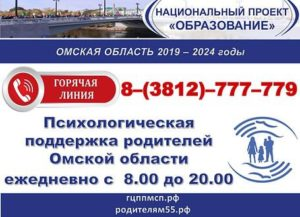 НАЦИОНАЛЬНЫЙ ПРОЕКТ
«ОБРАЗОВАНИЕ»
ОМСКАЯ ОБЛАСТЬ 2019 – 2024 годы
ГОРЯЧАЯ
ЛИНИЯ
8–(3812)–777–779
Психологическая
поддержка родителей
Омской области
ежедневно с 8.00 до 20.00
гцппмсп.рф
родителям55.рф